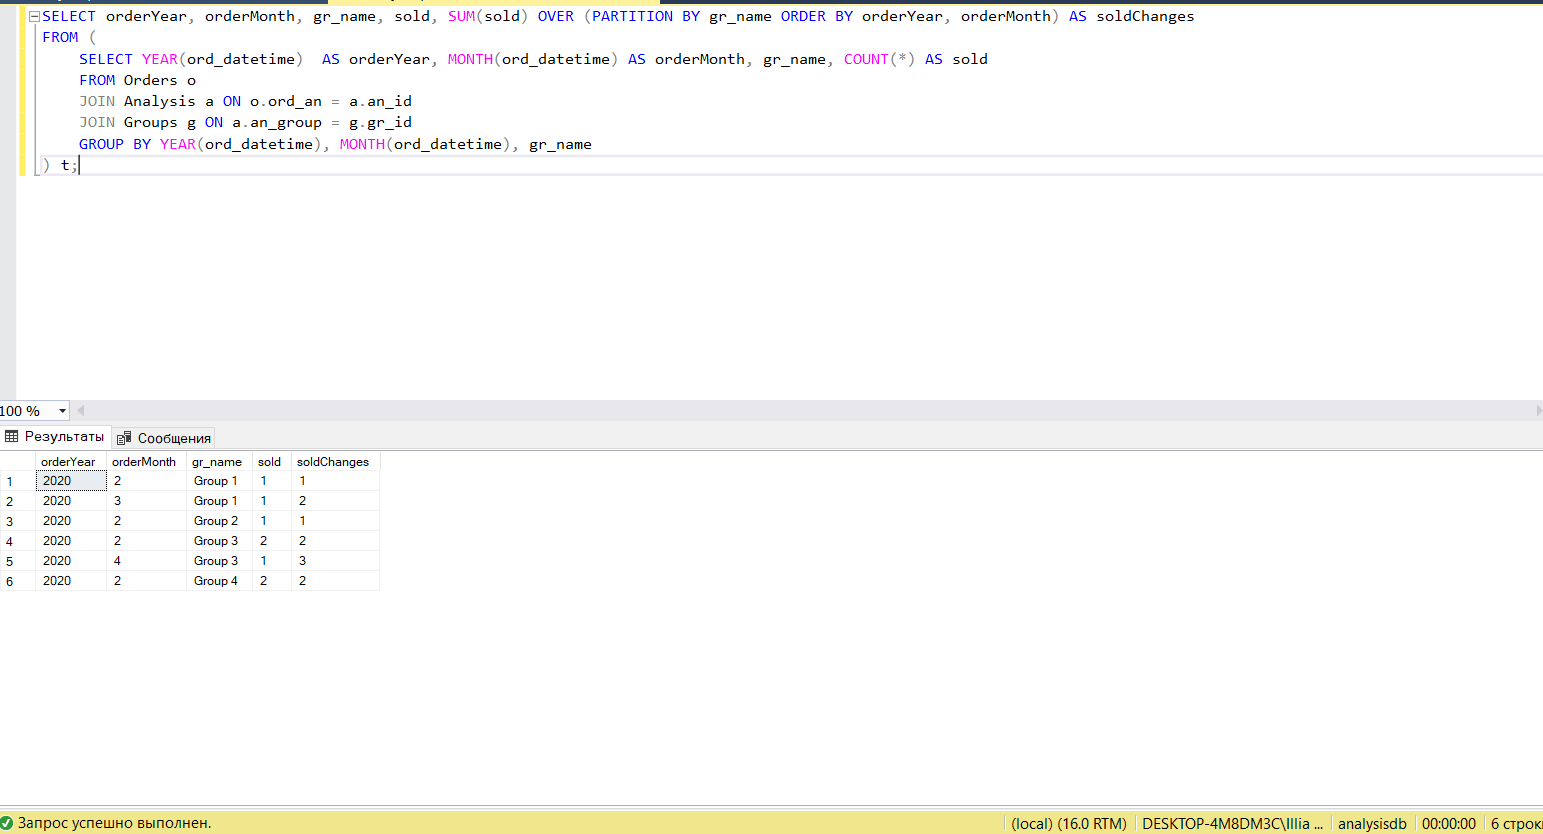 SELECT orderYear, orderMonth, gr_name, sold, SUM(sold) OVER (PARTITION BY gr_name ORDER BY orderYear, orderMonth) AS soldChanges
FROM (
SELECT YEAR(ord_datetime)  AS orderYear, MONTH(ord_datetime) AS orderMonth, gr_name, COUNT(*) AS sold
FROM Orders o
JOIN Analysis a ON o.ord_an = a.an_id
JOIN Groups g ON a.an_group = g.gr_id
GROUP BY YEAR(ord_datetime), MONTH(ord_datetime), gr_name
) t;
100 %
Результаты Сообщения
orderYear orderMonth gr_name sold soldChanges
1 2020 2 Group 1 1 1
2 2020 3 Group 1 1 2
3 2020 2 Group 2 1 1
4 2020 2 Group 3 2 2
5 2020 4 Group 3 1 3
6 2020 2 Group 4 2 2
Запрос успешно выполнен. (local) (16.0 RTM) DESKTOP-4M8DM3C\Illia ... analysisdb 00:00:00 6 строк